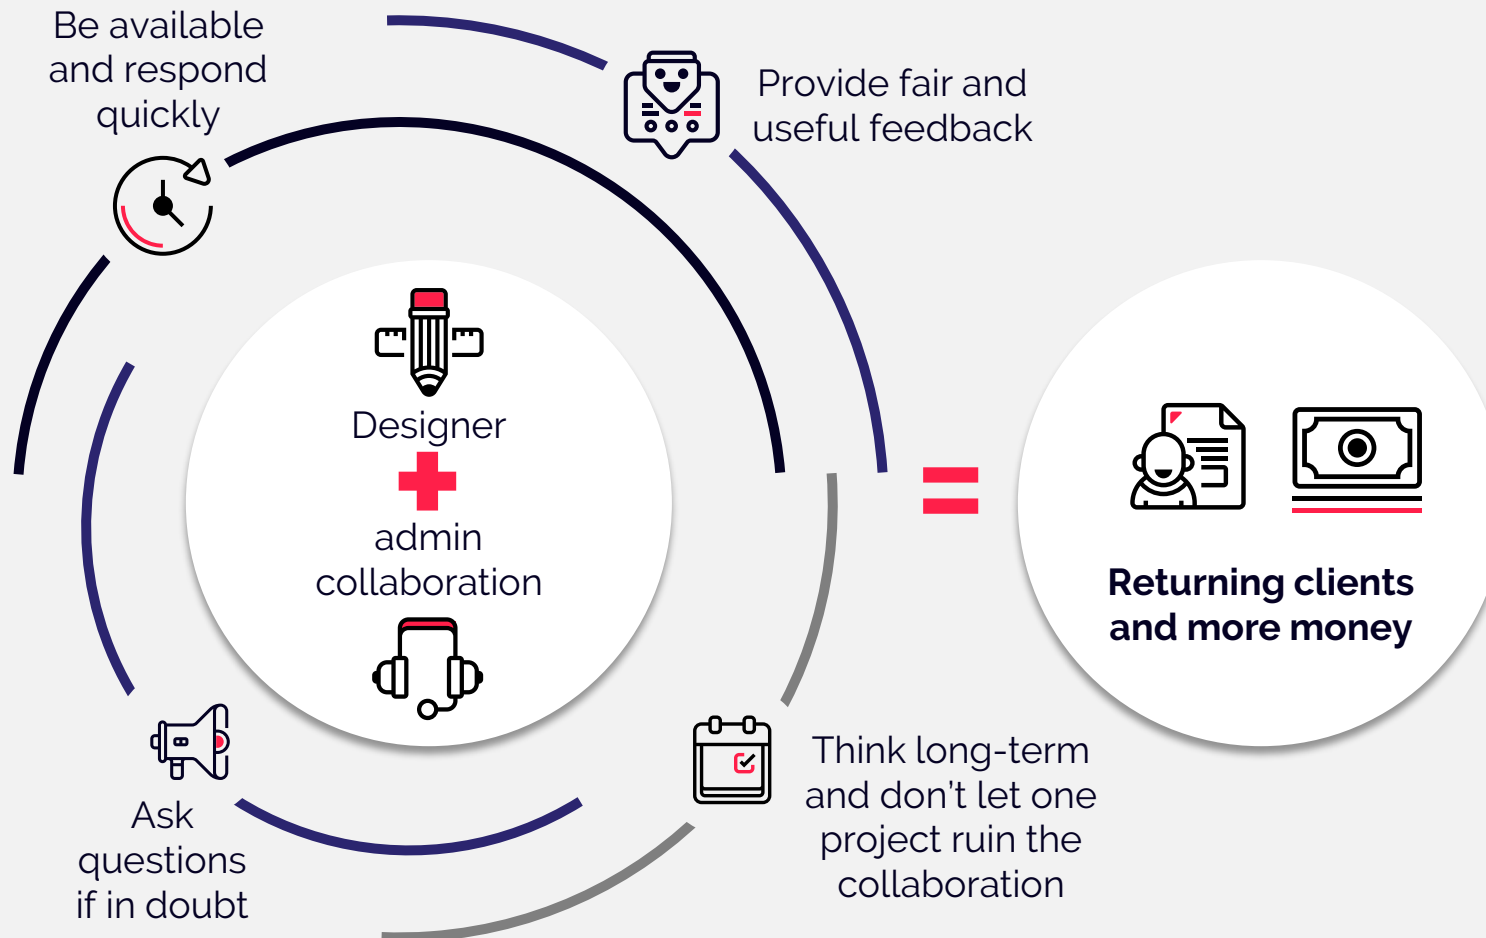 Be available
and respond
quickly
Provide fair and
useful feedback
Designer
admin
collaboration
Returning clients
and more money
Ask
questions
if in doubt
Think long-term
and don’t let one
project ruin the
collaboration